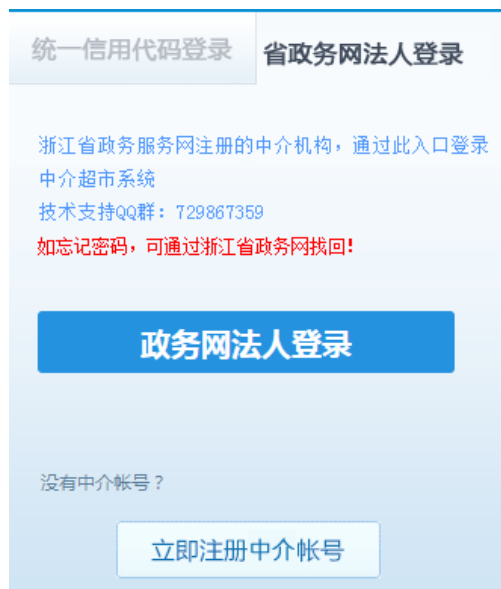 统一信用代码登录
省政务网法人登录
浙江省政务服务网注册的中介机构，通过此入口登录
中介超市系统
技术支持QQ群：729867359
如忘记密码，可通过浙江省政务网找回!
政务网法人登录
没有中介帐号？
立即注册中介帐号